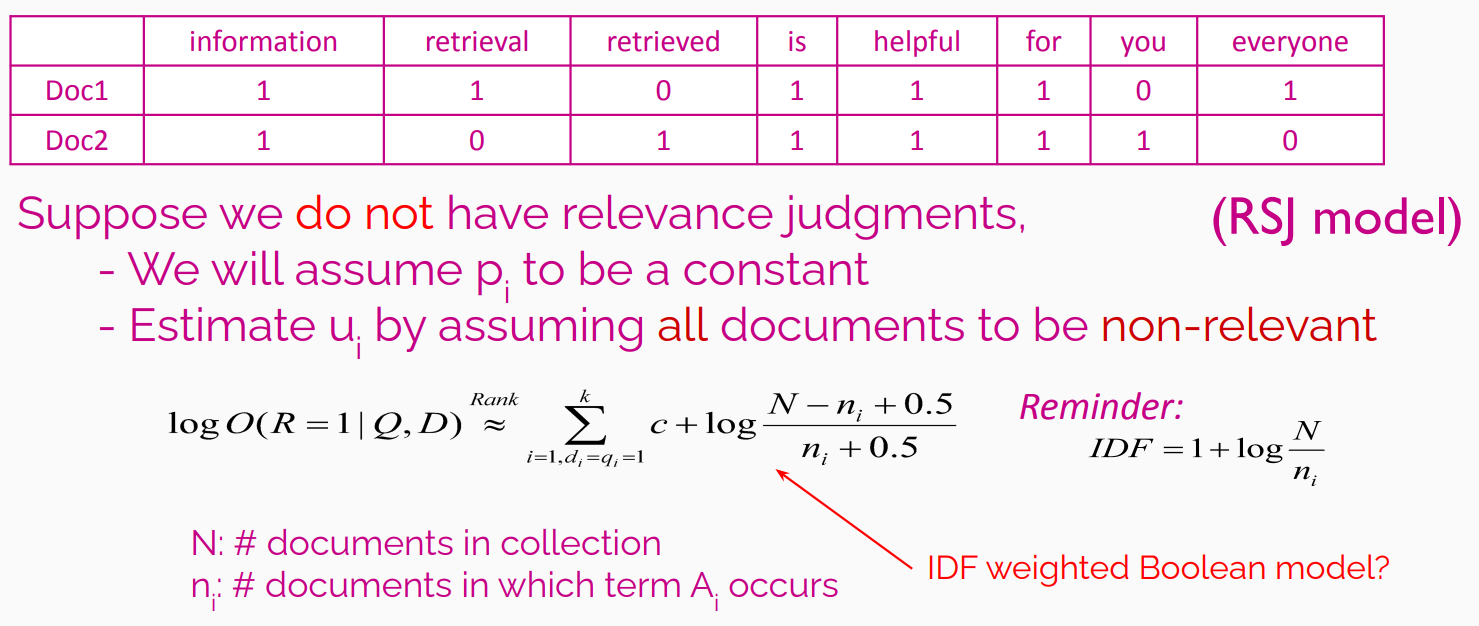 information retrieval retrieved is helpful for you everyone
Doc1 1 1 0 1 1 1 0 1
Doc2 1 0 1 1 1 1 1 0
Suppose we do not have relevance judgments, (RSJ model)
- We will assume p_i to be a constant
- Estimate u_i by assuming all documents to be non-relevant
log O(R = 1 | Q, D) ≈^{Rank} ∑_{i=1,d_i=q_i=1}^{k} c + log \frac{N − n_i + 0.5}{n_i + 0.5}
Reminder:
IDF = 1 + log \frac{N}{n_i}
N: # documents in collection
n_i: # documents in which term A_i occurs
IDF weighted Boolean model?